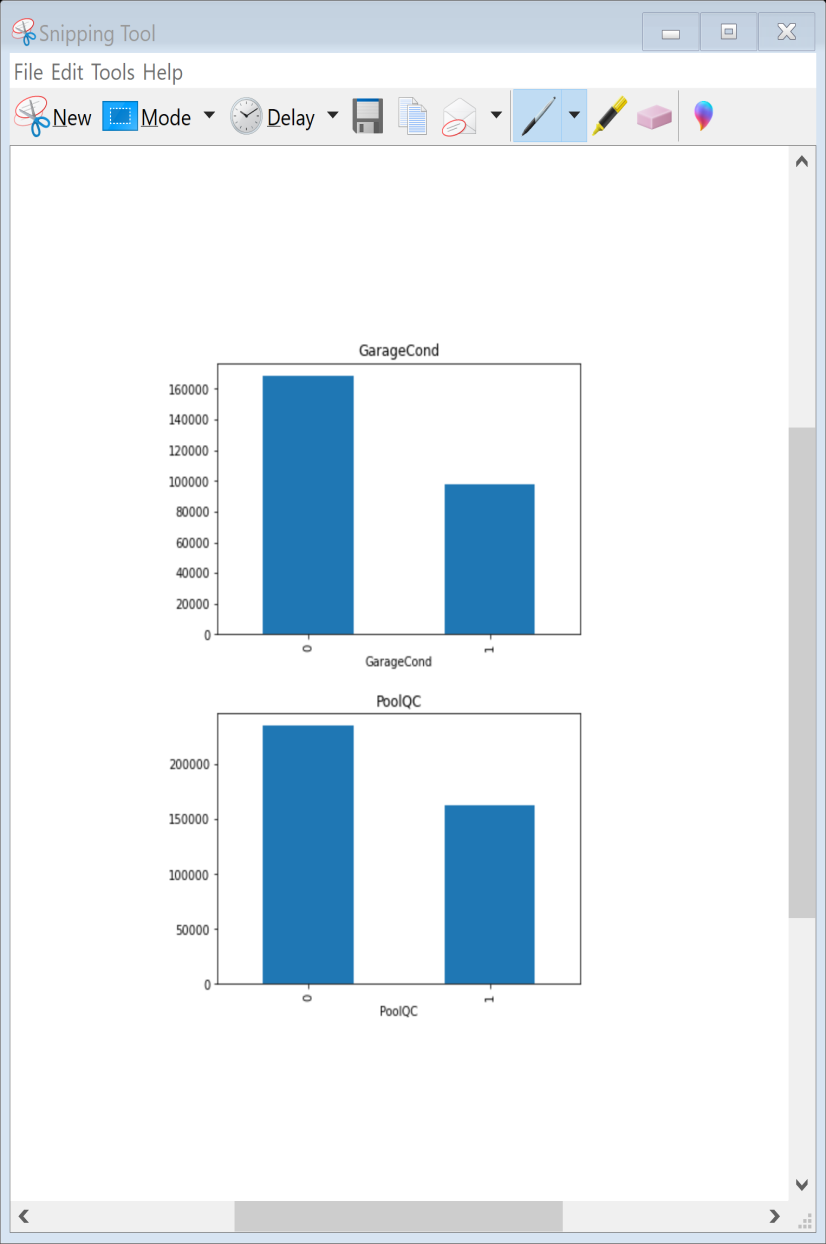 Snipping Tool
File Edit Tools Help
New Mode Delay
GarageCond
160000
140000
120000
100000
80000
60000
40000
20000
0
0 1
GarageCond
PoolQC
200000
150000
100000
50000
0
0 1
PoolQC